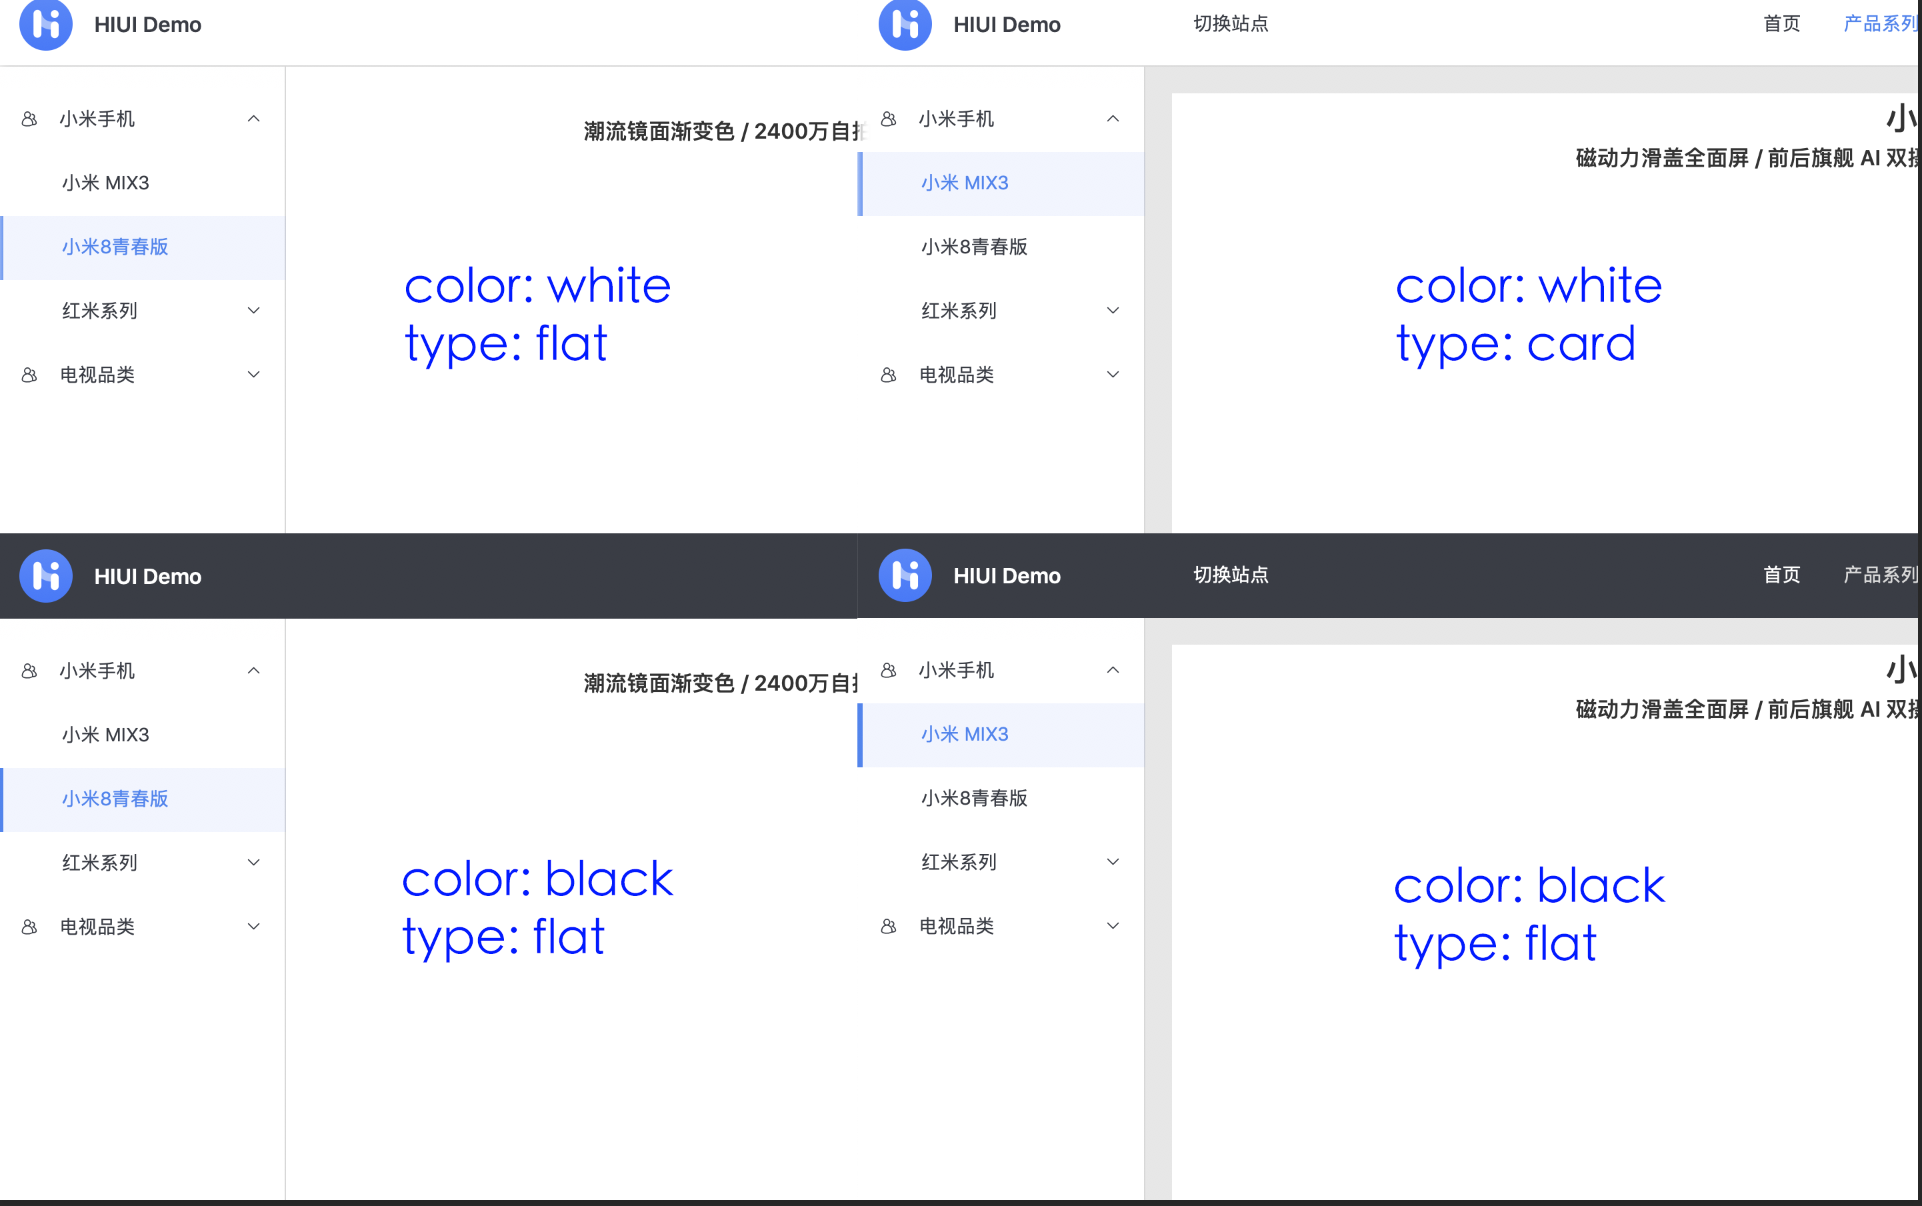 HIUI Demo
小米手机
小米 MIX3
小米8青春版
红米系列
电视品类
潮流镜面渐变色 / 2400万自
color: white
type: flat
HIUI Demo
切换站点
首页
产品系列
小米手机
小米 MIX3
小米8青春版
红米系列
电视品类
小
磁动力滑盖全面屏 / 前后旗舰 AI 双摄
color: white
type: card
HIUI Demo
小米手机
小米 MIX3
小米8青春版
红米系列
电视品类
潮流镜面渐变色 / 2400万自
color: black
type: flat
HIUI Demo
切换站点
首页
产品系列
小米手机
小米 MIX3
小米8青春版
红米系列
电视品类
小
磁动力滑盖全面屏 / 前后旗舰 AI 双摄
color: black
type: flat